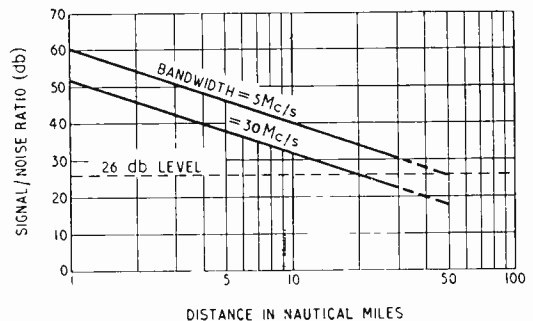 SIGNAL/NOISE RATIO (db)
70
60
50
40
30
20
10
0
BANDWIDTH = 5Mc/s
= 30Mc/s
26 db LEVEL
1
5
10
50
100
DISTANCE IN NAUTICAL MILES